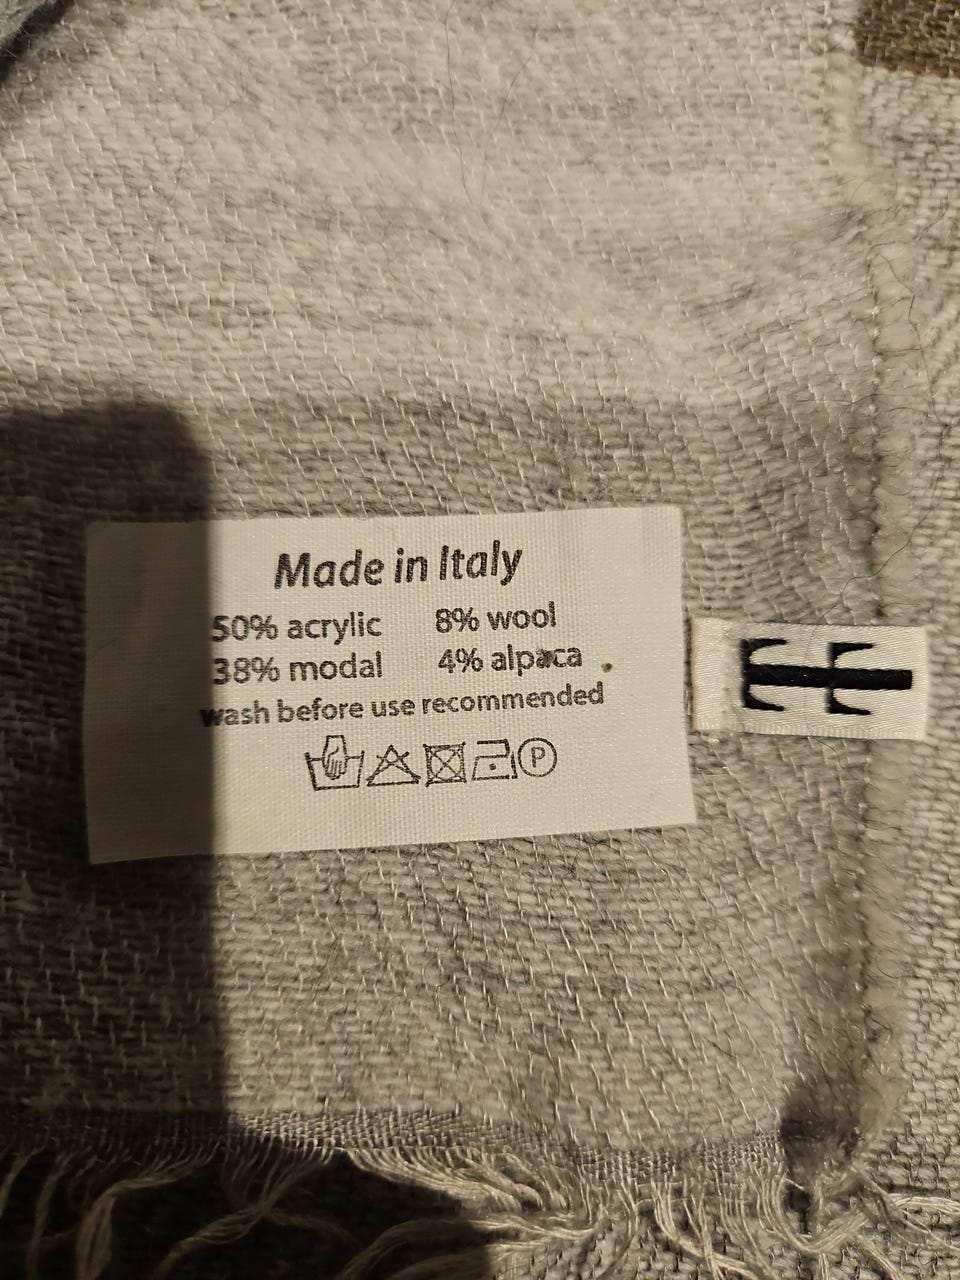 Made in Italy
50% acrylic 8% wool
38% modal 4% alpaca
wash before use recommended
P